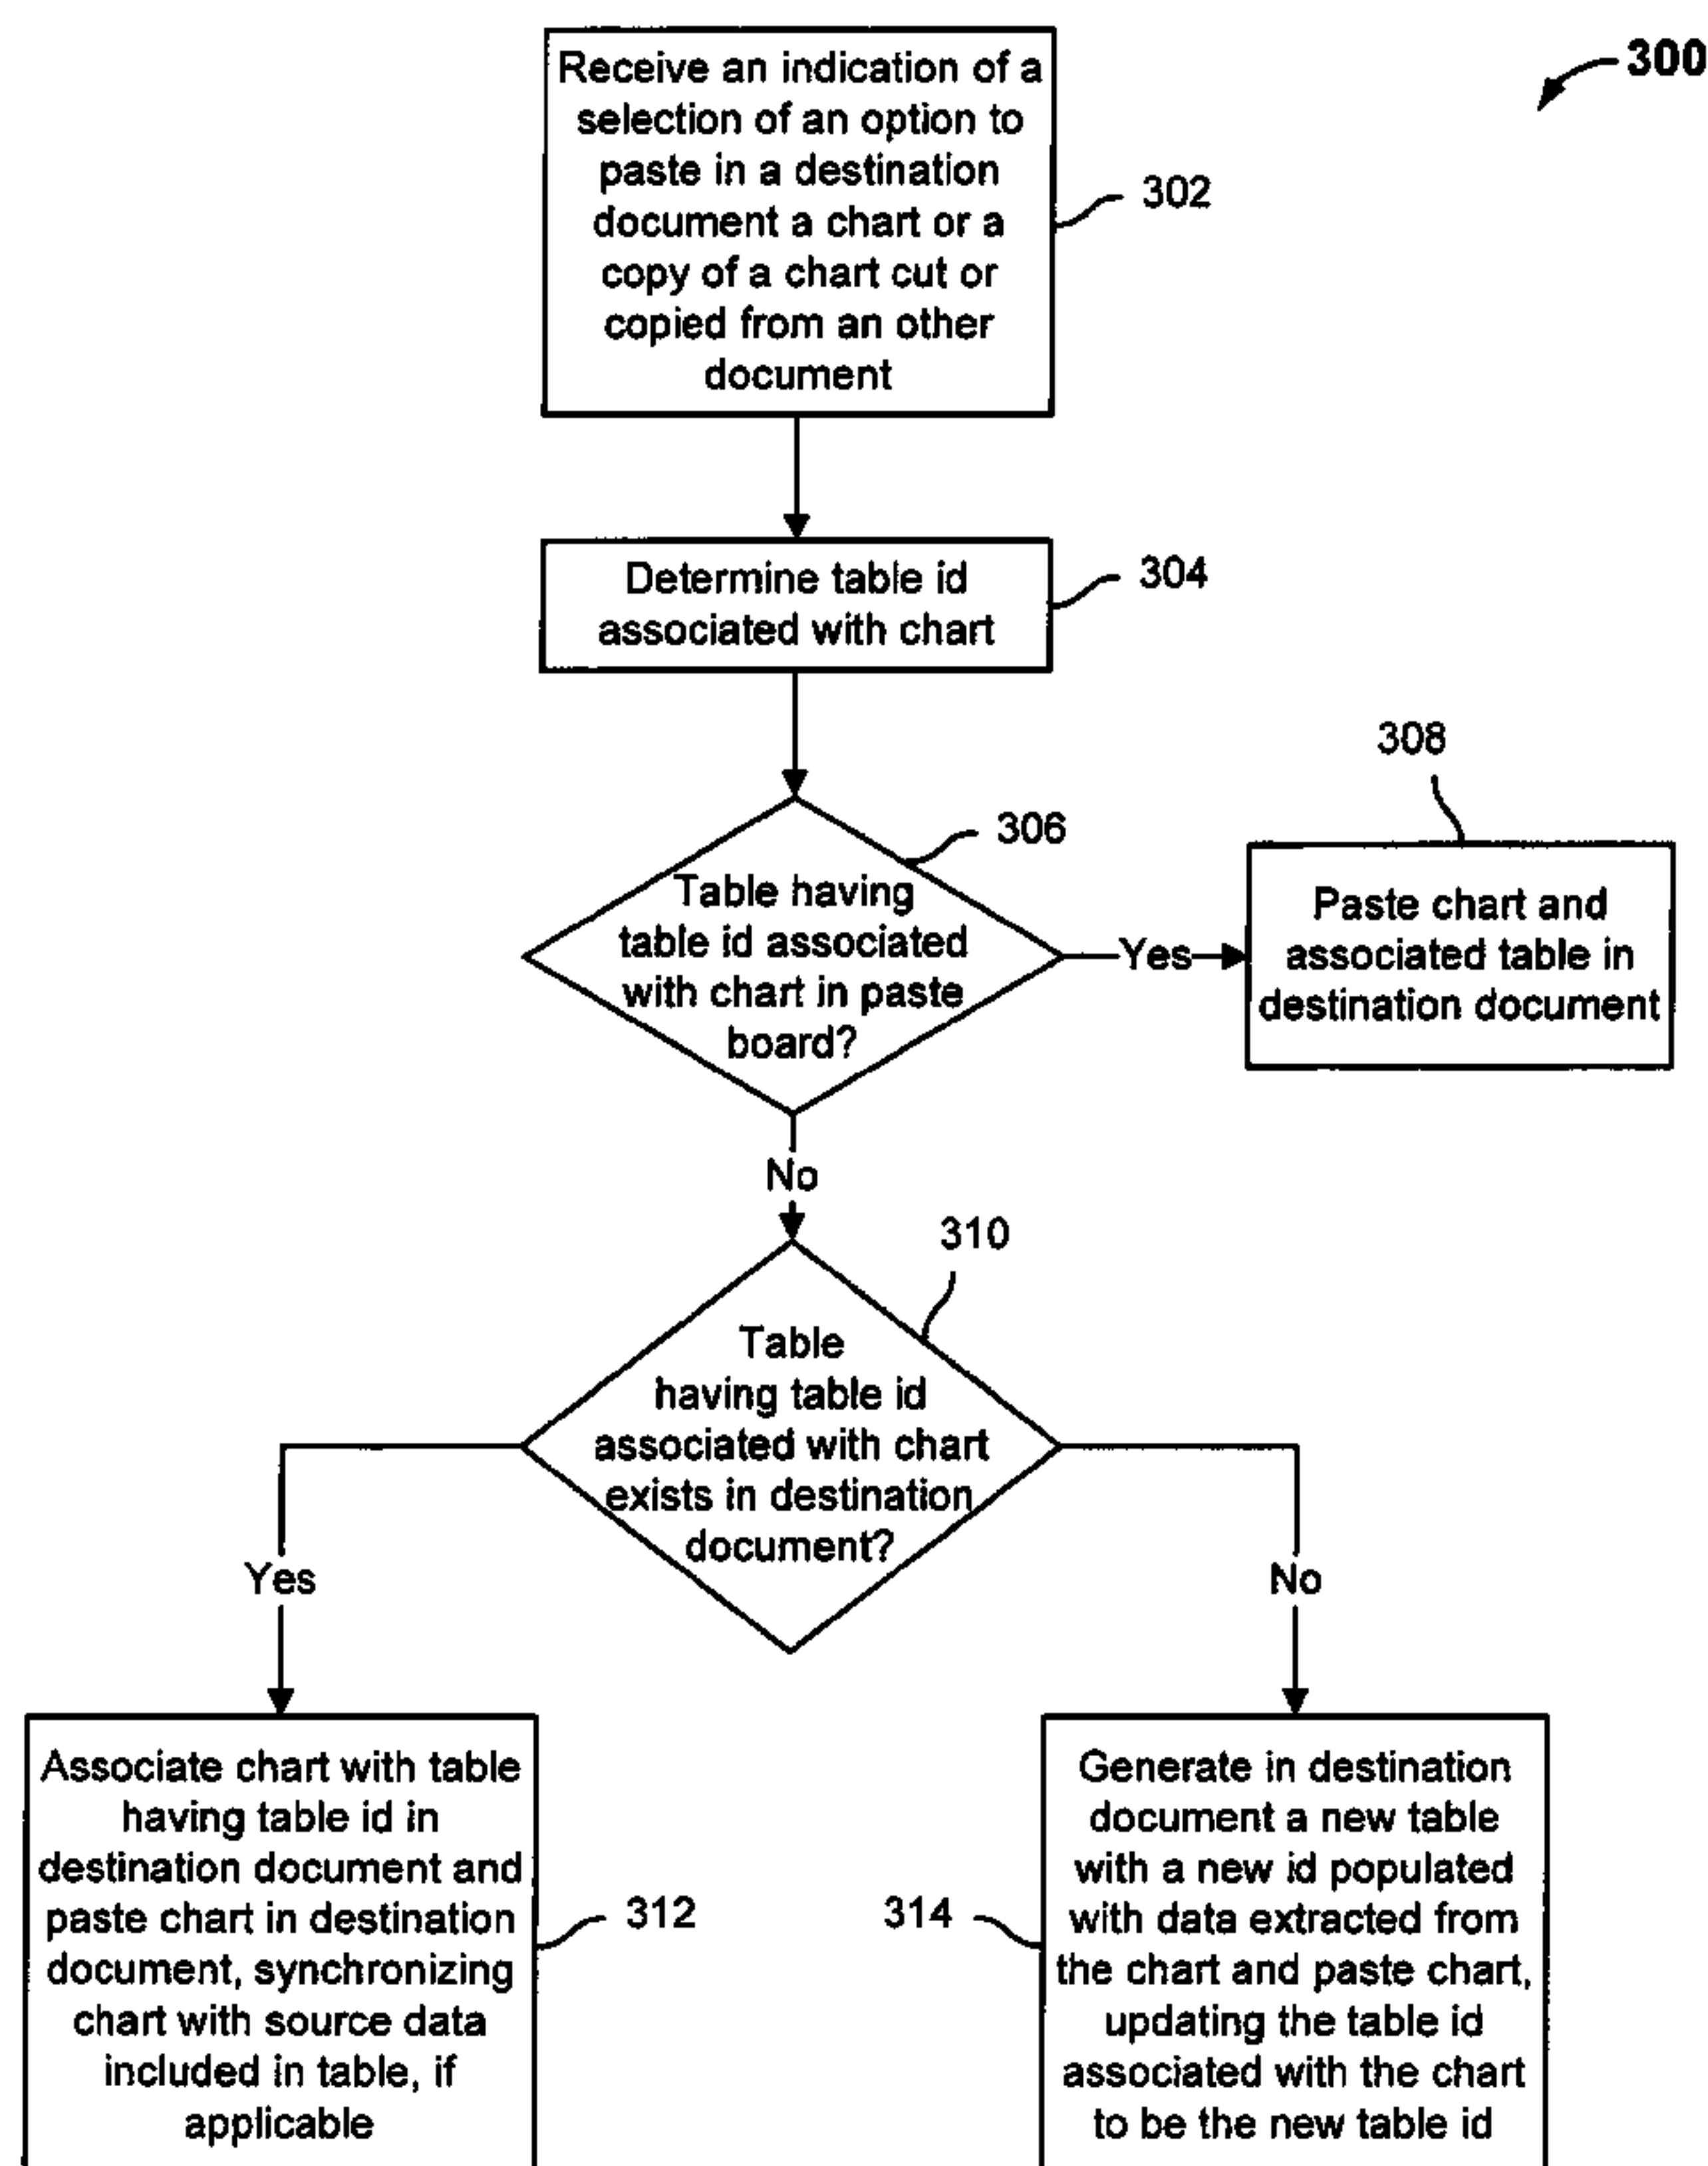 300
Receive an indication of a
selection of an option to
paste in a destination
document a chart or a
copy of a chart cut or
copied from an other
document
302
Determine table id
associated with chart
304
306
Table having
table id associated
with chart in paste
board?
Yes
308
Paste chart and
associated table in
destination document
No
310
Table
having table id
associated with chart
exists in destination
document?
Yes
No
Associate chart with table
having table id in
destination document and
paste chart in destination
document, synchronizing
chart with source data
included in table, if
applicable
312
314
Generate in destination
document a new table
with a new id populated
with data extracted from
the chart and paste chart,
updating the table id
associated with the chart
to be the new table id